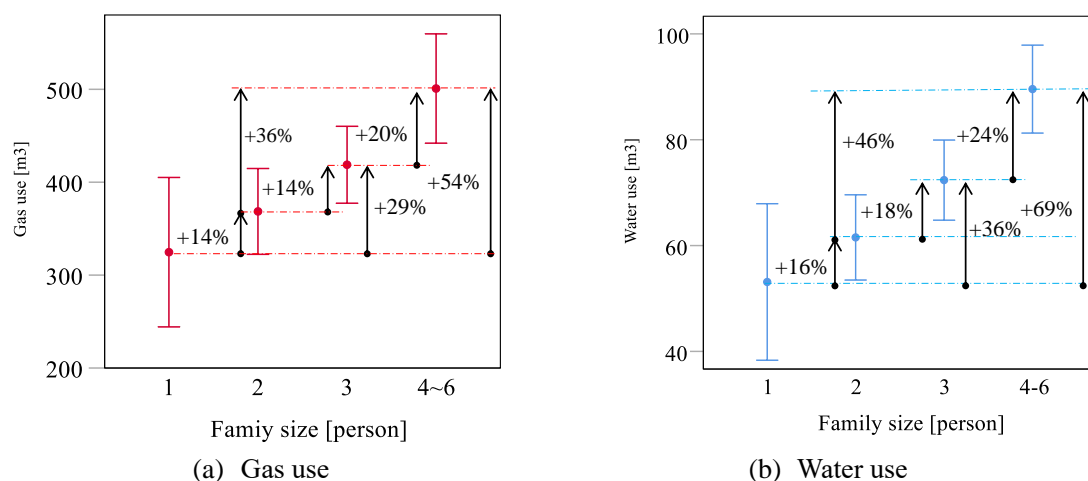 500
400
300
200
Gas use [m3]
+36%
+20%
+14%
+54%
+29%
+14%
1 2 3 4~6
Famiy size [person]
(a) Gas use
100
80
60
40
Water use [m3]
+46%
+24%
+18%
+69%
+36%
+16%
1 2 3 4-6
Family size [person]
(b) Water use